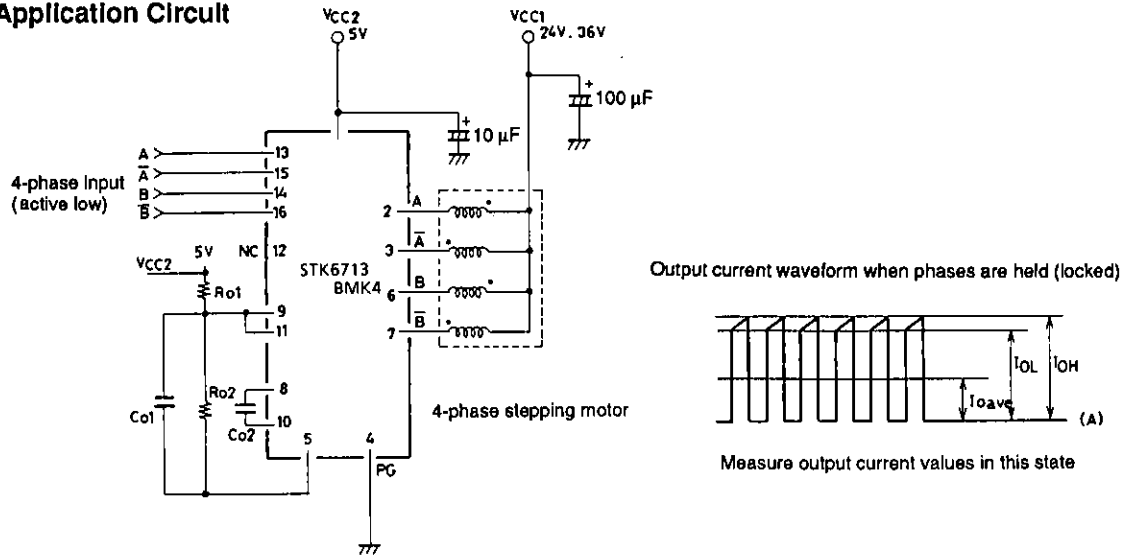 Application Circuit
VCC2
5V
VCC1
24V. 36V
+
100 µF
+
10 µF
4-phase input
(active low)
A
A̅
B
B̅
13
15
14
16
NC
12
5V
VCC2
Ro1
9
11
Ro2
8
10
Co1
Co2
STK6713
BMK4
2
A
3
A̅
6
B
7
B̅
5
4
PG
4-phase stepping motor
Output current waveform when phases are held (locked)
IOL
IOH
Ioave
(A)
Measure output current values in this state